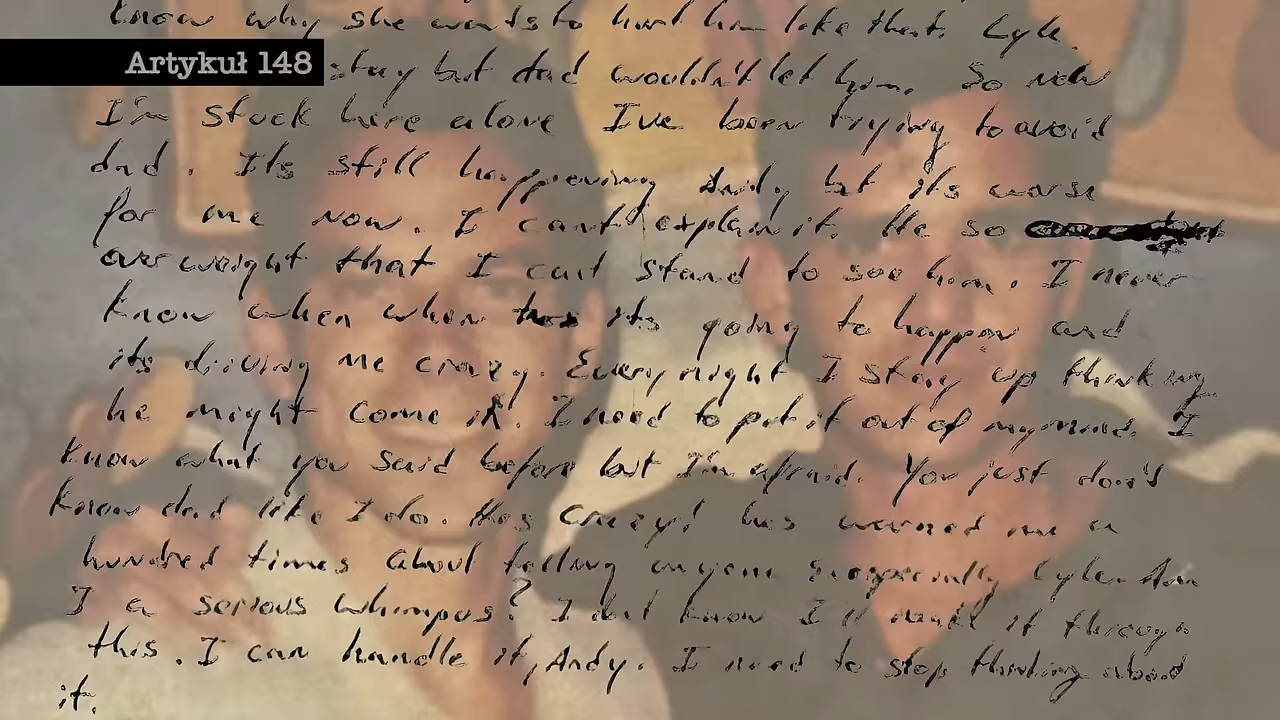 know why she wants to hurt him like that. Lyle
Artykuł 148
stay but dad wouldn't let him. So now
I'm stuck here alone I've been trying to avoid
dad. Its still happening Andy but its worse
for me now. I can't explain it. He so
overweight that I cant stand to see him. I never
know when when its going to happen and
its driving me crazy. Every night I stay up thinking
he might come in. I need to put it out of my mind. I
know what you said before but I'm afraid. You just don't
know dad like I do. Hes crazy! hes warned me a
hundred times about telling anyone Lyle. Am
I a serious whimpus? I dont know I'll make it through
this. I can handle it, Andy. I need to stop thinking about
it.